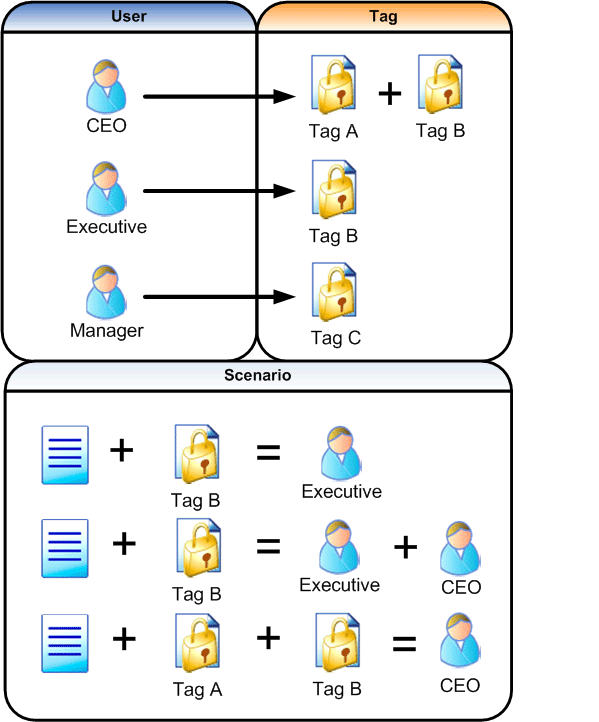 User
Tag
CEO
Tag A
+
Tag B
Executive
Tag B
Manager
Tag C
Scenario
+
Tag B
=
Executive
+
Tag B
=
Executive
+
CEO
+
Tag A
+
Tag B
=
CEO